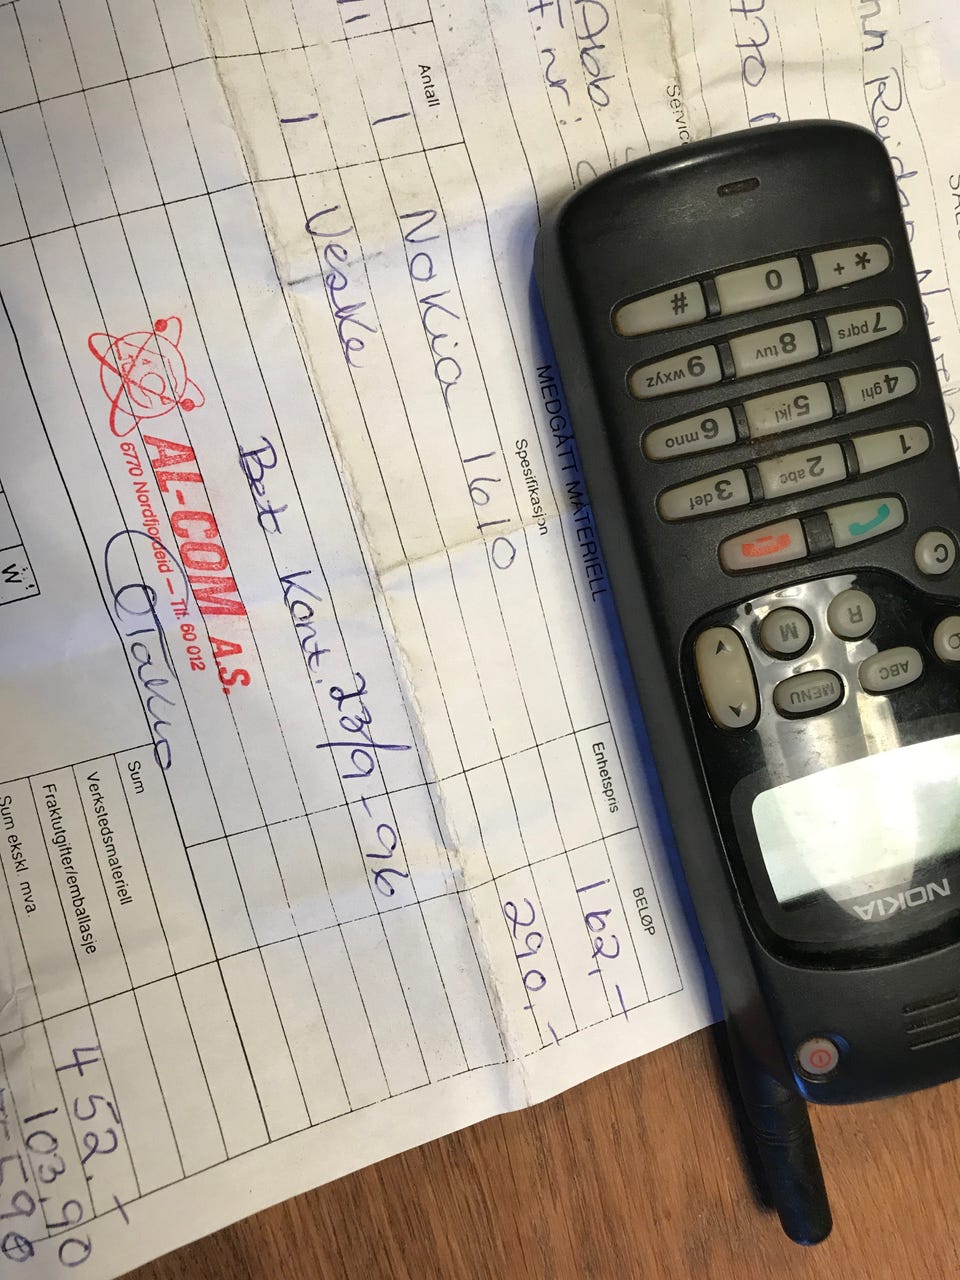 Servic
Abb.
MEDGÅTT MATERIELL
Antall Spesifikasjon Enhetspris BELØP
1 Nokia 1610 162,-
1 Veske 290,-
Bet Kont. 23/9-96
AL-COM A.S.
6770 Nordfjordeid — Tlf. 60 012
W
Sum
Verkstedsmateriell 452,-
Fraktutgifter/emballasje 103,90
Sum ekskl. mva.
NOKIA
MENU ABC
M R
C
1 2 abc 3 def
4 ghi 5 jkl 6 mno
7 pqrs 8 tuv 9 wxyz
* + 0 #